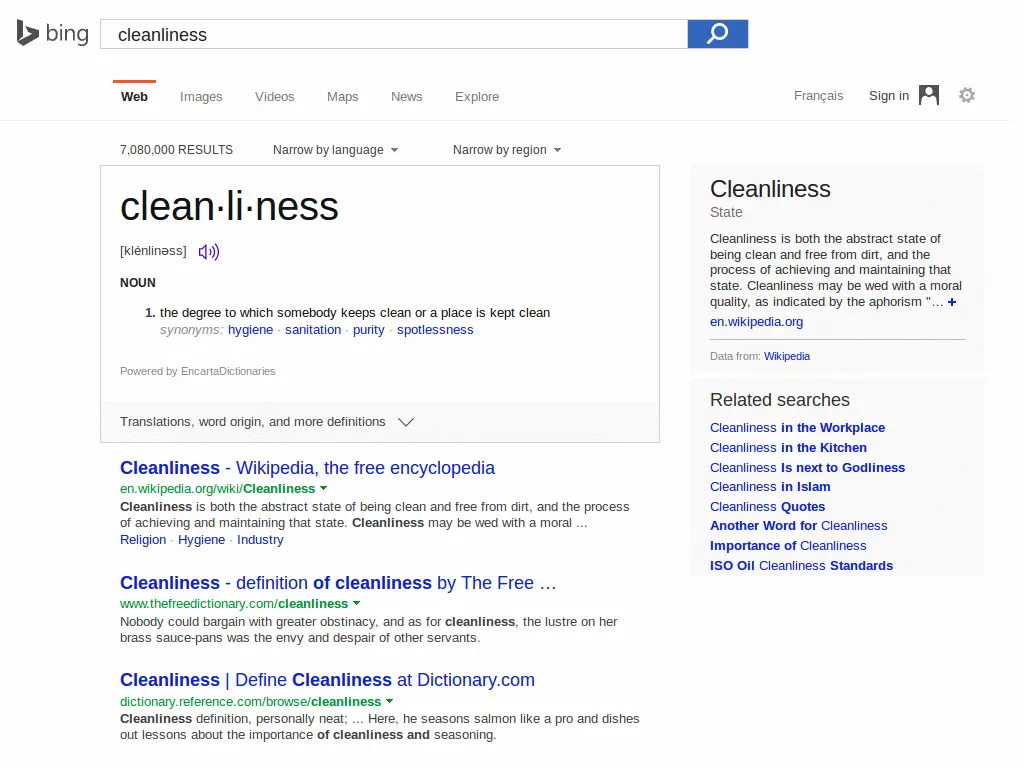 bing
cleanliness
Web Images Videos Maps News Explore
Français Sign in
7,080,000 RESULTS Narrow by language Narrow by region
clean·li·ness
[klénlinəss]
NOUN
1. the degree to which somebody keeps clean or a place is kept clean
synonyms: hygiene · sanitation · purity · spotlessness
Powered by EncartaDictionaries
Translations, word origin, and more definitions
Cleanliness - Wikipedia, the free encyclopedia
en.wikipedia.org/wiki/Cleanliness
Cleanliness is both the abstract state of being clean and free from dirt, and the process
of achieving and maintaining that state. Cleanliness may be wed with a moral ...
Religion · Hygiene · Industry
Cleanliness - definition of cleanliness by The Free ...
www.thefreedictionary.com/cleanliness
Nobody could bargain with greater obstinacy, and as for cleanliness, the lustre on her
brass sauce-pans was the envy and despair of other servants.
Cleanliness | Define Cleanliness at Dictionary.com
dictionary.reference.com/browse/cleanliness
Cleanliness definition, personally neat; ... Here, he seasons salmon like a pro and dishes
out lessons about the importance of cleanliness and seasoning.
Cleanliness
State
Cleanliness is both the abstract state of
being clean and free from dirt, and the
process of achieving and maintaining that
state. Cleanliness may be wed with a moral
quality, as indicated by the aphorism "... +
en.wikipedia.org
Data from: Wikipedia
Related searches
Cleanliness in the Workplace
Cleanliness in the Kitchen
Cleanliness Is next to Godliness
Cleanliness in Islam
Cleanliness Quotes
Another Word for Cleanliness
Importance of Cleanliness
ISO Oil Cleanliness Standards